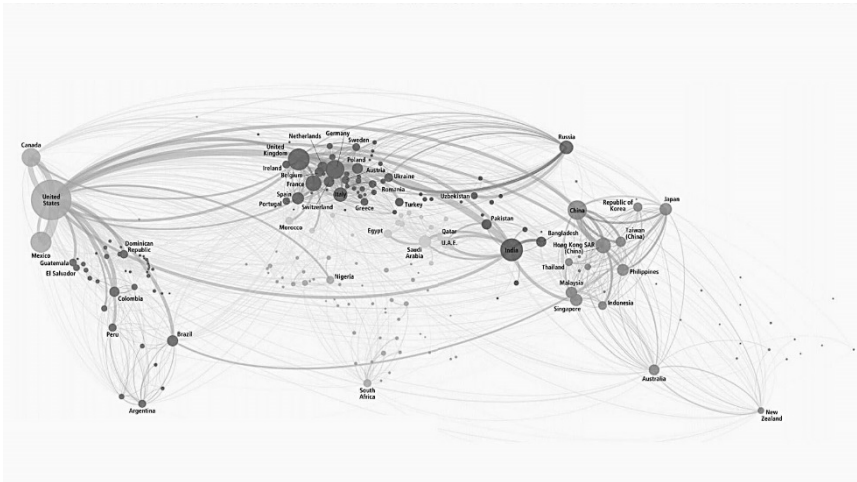 Canada
United
States
Mexico
Guatemala
El Salvador
Dominican
Republic
Colombia
Peru
Brazil
Argentina
Netherlands
Germany
Sweden
United
Kingdom
Ireland
Belgium
France
Spain
Portugal
Switzerland
Italy
Poland
Austria
Ukraine
Romania
Greece
Turkey
Morocco
Egypt
Nigeria
South
Africa
Saudi
Arabia
Qatar
U.A.E.
Russia
Uzbekistan
Pakistan
India
Bangladesh
China
Republic of
Korea
Japan
Taiwan
(China)
Hong Kong SAR
(China)
Thailand
Philippines
Malaysia
Singapore
Indonesia
Australia
New
Zealand